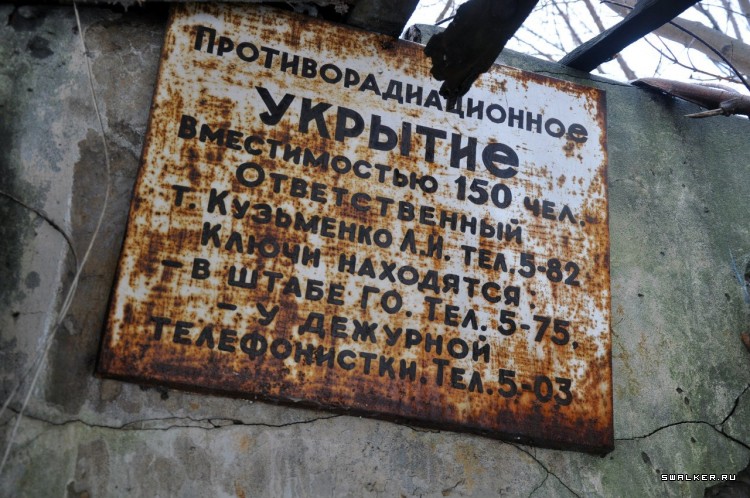 Противорадиационное
УКРЫТИЕ
Вместимостью 150 чел.
Ответственный
т. Кузьменко Л.И. тел. 5-82
Ключи находятся:
- в штабе ГО. Тел. 5-75.
- у дежурной
телефонистки. Тел. 5-03
SWALKER.RU